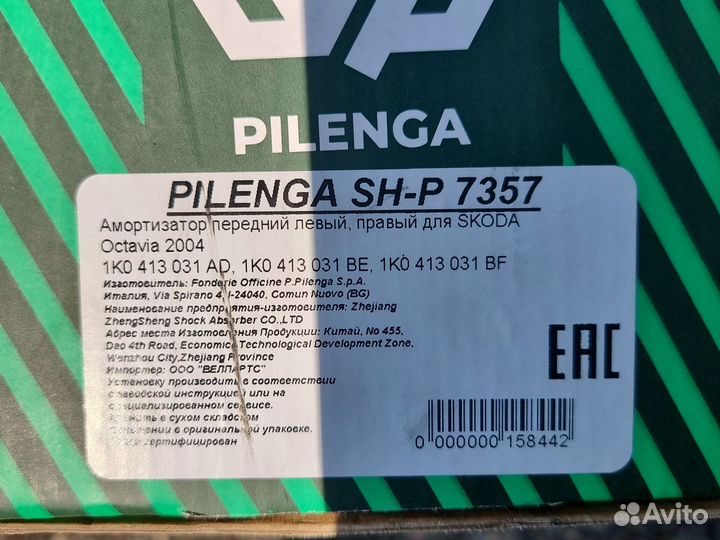 PILENGA
PILENGA SH-P 7357
Амортизатор передний левый, правый для SKODA
Octavia 2004
1K0 413 031 AD, 1K0 413 031 BE, 1K0 413 031 BF
Изготовитель: Fonderie Officine P.Pilenga S.p.A.
Италия, Via Spirano 4, I-24040, Comun Nuovo (BG)
Наименование предприятия-изготовителя: Zhejiang
ZhengSheng Shock Absorber CO.,LTD
Адрес места Изготовления Продукции: Китай, No 455,
Dao 4th Road, Economic Technological Development Zone,
Wenzhou City,Zhejiang Province
Импортер: ООО "ВЕЛПАРТС"
Установку производить в соответствии
с заводской инструкцией или на
специализированном сервисе.
Хранить в сухом складском
помещении в оригинальной упаковке.
сертифицирован
EAC
0 000000 158442
Avito